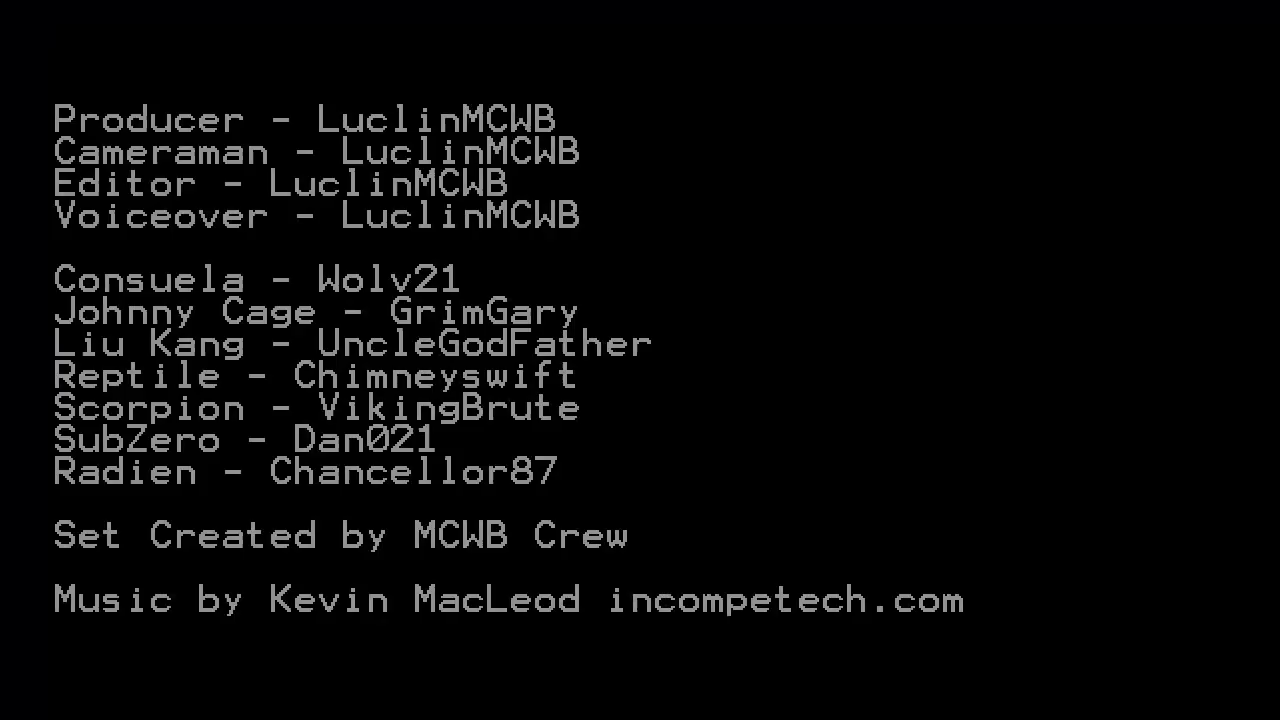 Producer - LuclinMCWB
Cameraman - LuclinMCWB
Editor - LuclinMCWB
Voiceover - LuclinMCWB
Consuela - Wolv21
Johnny Cage - GrimGary
Liu Kang - UncleGodFather
Reptile - Chimneyswift
Scorpion - VikingBrute
SubZero - Dan021
Radien - Chancellor87
Set Created by MCWB Crew
Music by Kevin MacLeod incompetech.com